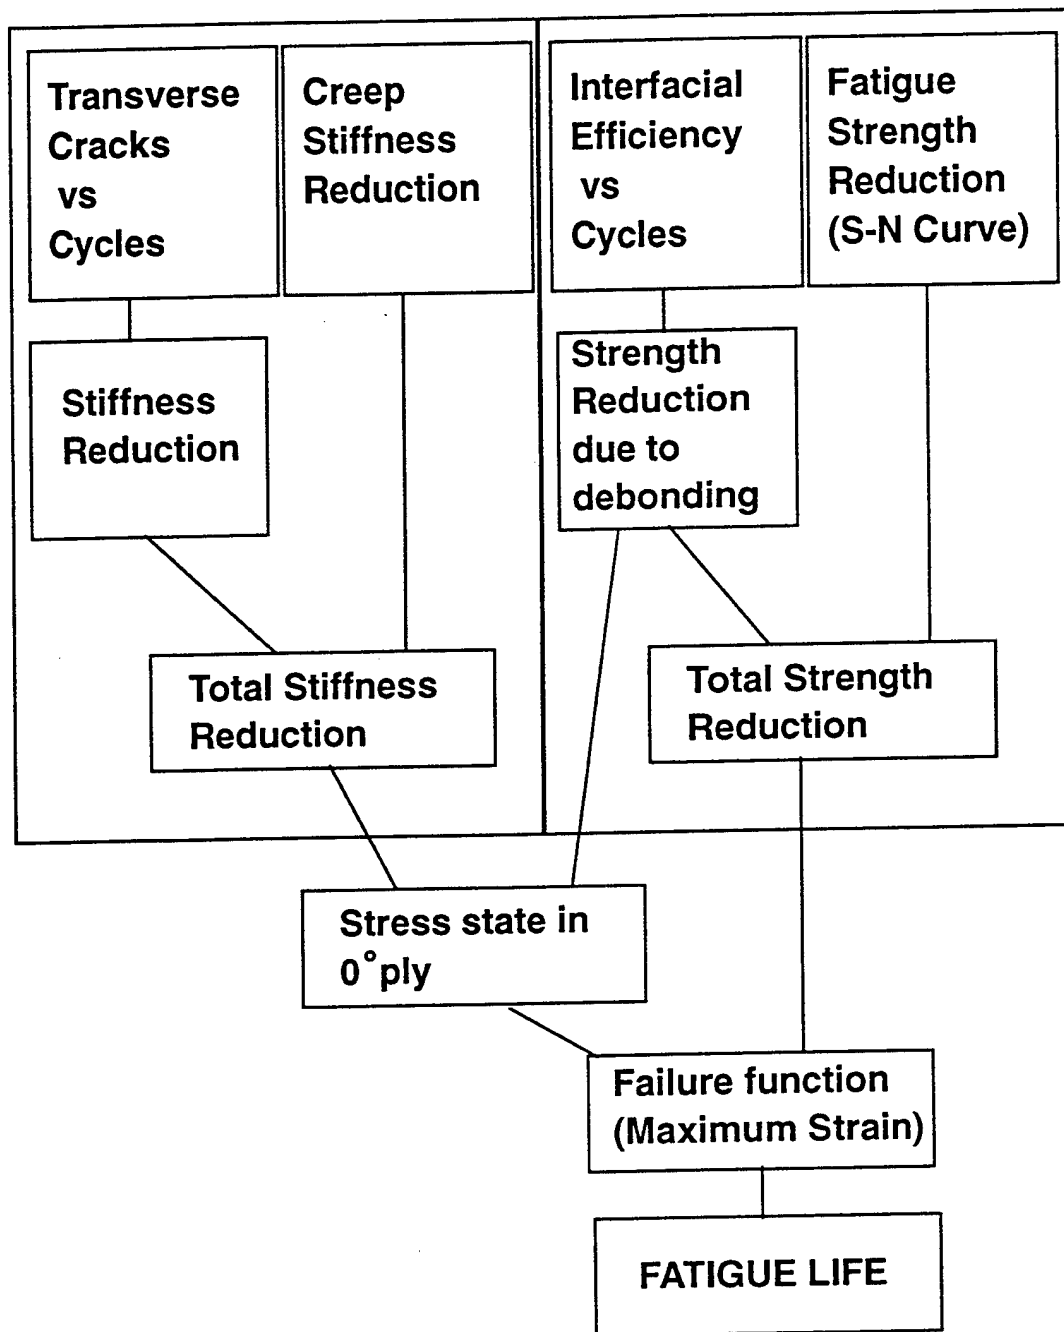 Transverse
Cracks
vs
Cycles
Creep
Stiffness
Reduction
Interfacial
Efficiency
vs
Cycles
Fatigue
Strength
Reduction
(S-N Curve)
Stiffness
Reduction
Strength
Reduction
due to
debonding
Total Stiffness
Reduction
Total Strength
Reduction
Stress state in
0° ply
Failure function
(Maximum Strain)
FATIGUE LIFE